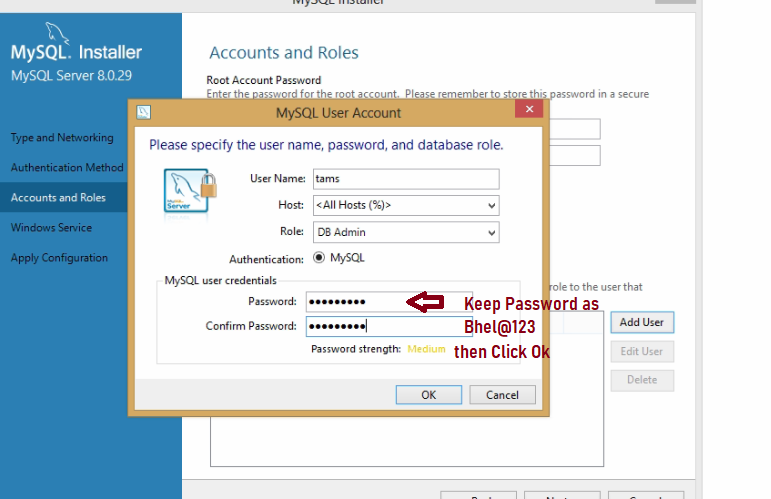 MySQL Installer
MySQL. Installer
MySQL Server 8.0.29
Type and Networking
Authentication Method
Accounts and Roles
Windows Service
Apply Configuration
Accounts and Roles
Root Account Password
Enter the password for the root account. Please remember to store this password in a secure
MySQL User Account
Please specify the user name, password, and database role.
MySQL
Server
User Name: tams
Host: <All Hosts (%)>
Role: DB Admin
Authentication: MySQL
MySQL user credentials
Password: ●●●●●●●●●
Confirm Password: ●●●●●●●●●
Password strength: Medium
OK
Cancel
Keep Password as
Bhel@123
then Click Ok
role to the user that
Add User
Edit User
Delete